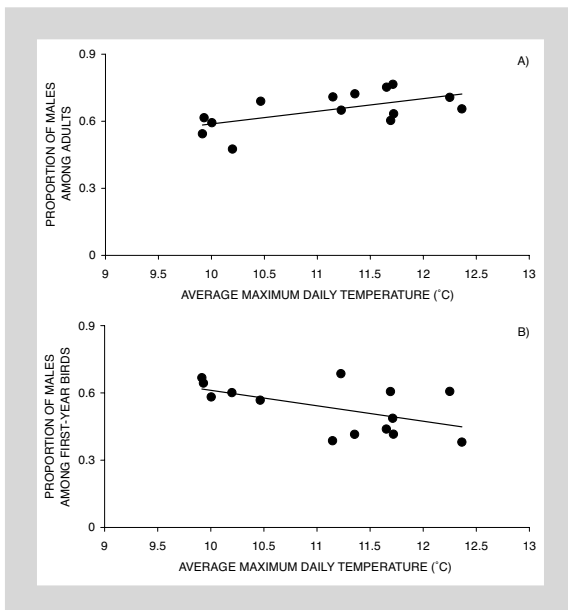 A)
0.9
0.6
0.3
0
PROPORTION OF MALES
AMONG ADULTS
9 9.5 10 10.5 11 11.5 12 12.5 13
AVERAGE MAXIMUM DAILY TEMPERATURE (˚C)
B)
0.9
0.6
0.3
0
PROPORTION OF MALES
AMONG FIRST-YEAR BIRDS
9 9.5 10 10.5 11 11.5 12 12.5 13
AVERAGE MAXIMUM DAILY TEMPERATURE (˚C)